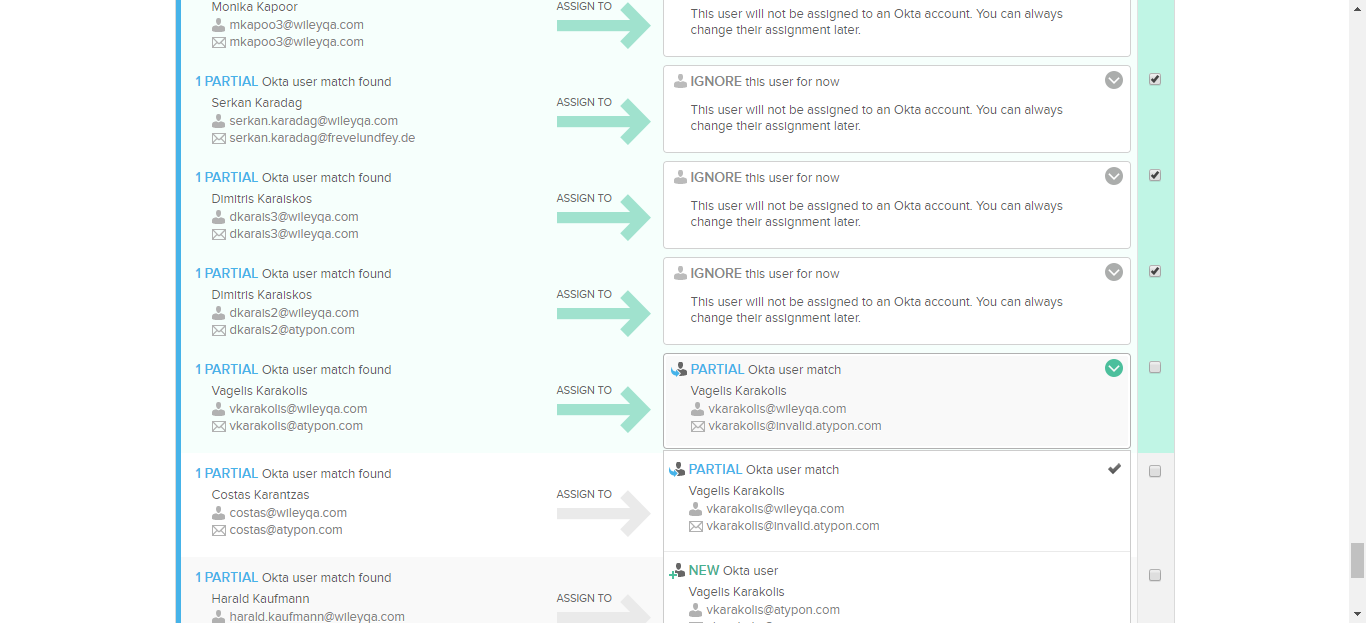 Monika Kapoor
mkapoo3@wileyqa.com
mkapoo3@wileyqa.com
ASSIGN TO
This user will not be assigned to an Okta account. You can always
change their assignment later.
1 PARTIAL Okta user match found
Serkan Karadag
serkan.karadag@wileyqa.com
serkan.karadag@frevelundfey.de
ASSIGN TO
IGNORE this user for now
This user will not be assigned to an Okta account. You can always
change their assignment later.
1 PARTIAL Okta user match found
Dimitris Karaiskos
dkarais3@wileyqa.com
dkarais3@wileyqa.com
ASSIGN TO
IGNORE this user for now
This user will not be assigned to an Okta account. You can always
change their assignment later.
1 PARTIAL Okta user match found
Dimitris Karaiskos
dkarais2@wileyqa.com
dkarais2@atypon.com
ASSIGN TO
IGNORE this user for now
This user will not be assigned to an Okta account. You can always
change their assignment later.
1 PARTIAL Okta user match found
Vagelis Karakolis
vkarakolis@wileyqa.com
vkarakolis@atypon.com
ASSIGN TO
PARTIAL Okta user match
Vagelis Karakolis
vkarakolis@wileyqa.com
vkarakolis@invalid.atypon.com
1 PARTIAL Okta user match found
Costas Karantzas
costas@wileyqa.com
costas@atypon.com
ASSIGN TO
PARTIAL Okta user match
Vagelis Karakolis
vkarakolis@wileyqa.com
vkarakolis@invalid.atypon.com
1 PARTIAL Okta user match found
Harald Kaufmann
harald.kaufmann@wileyqa.com
ASSIGN TO
NEW Okta user
Vagelis Karakolis
vkarakolis@atypon.com